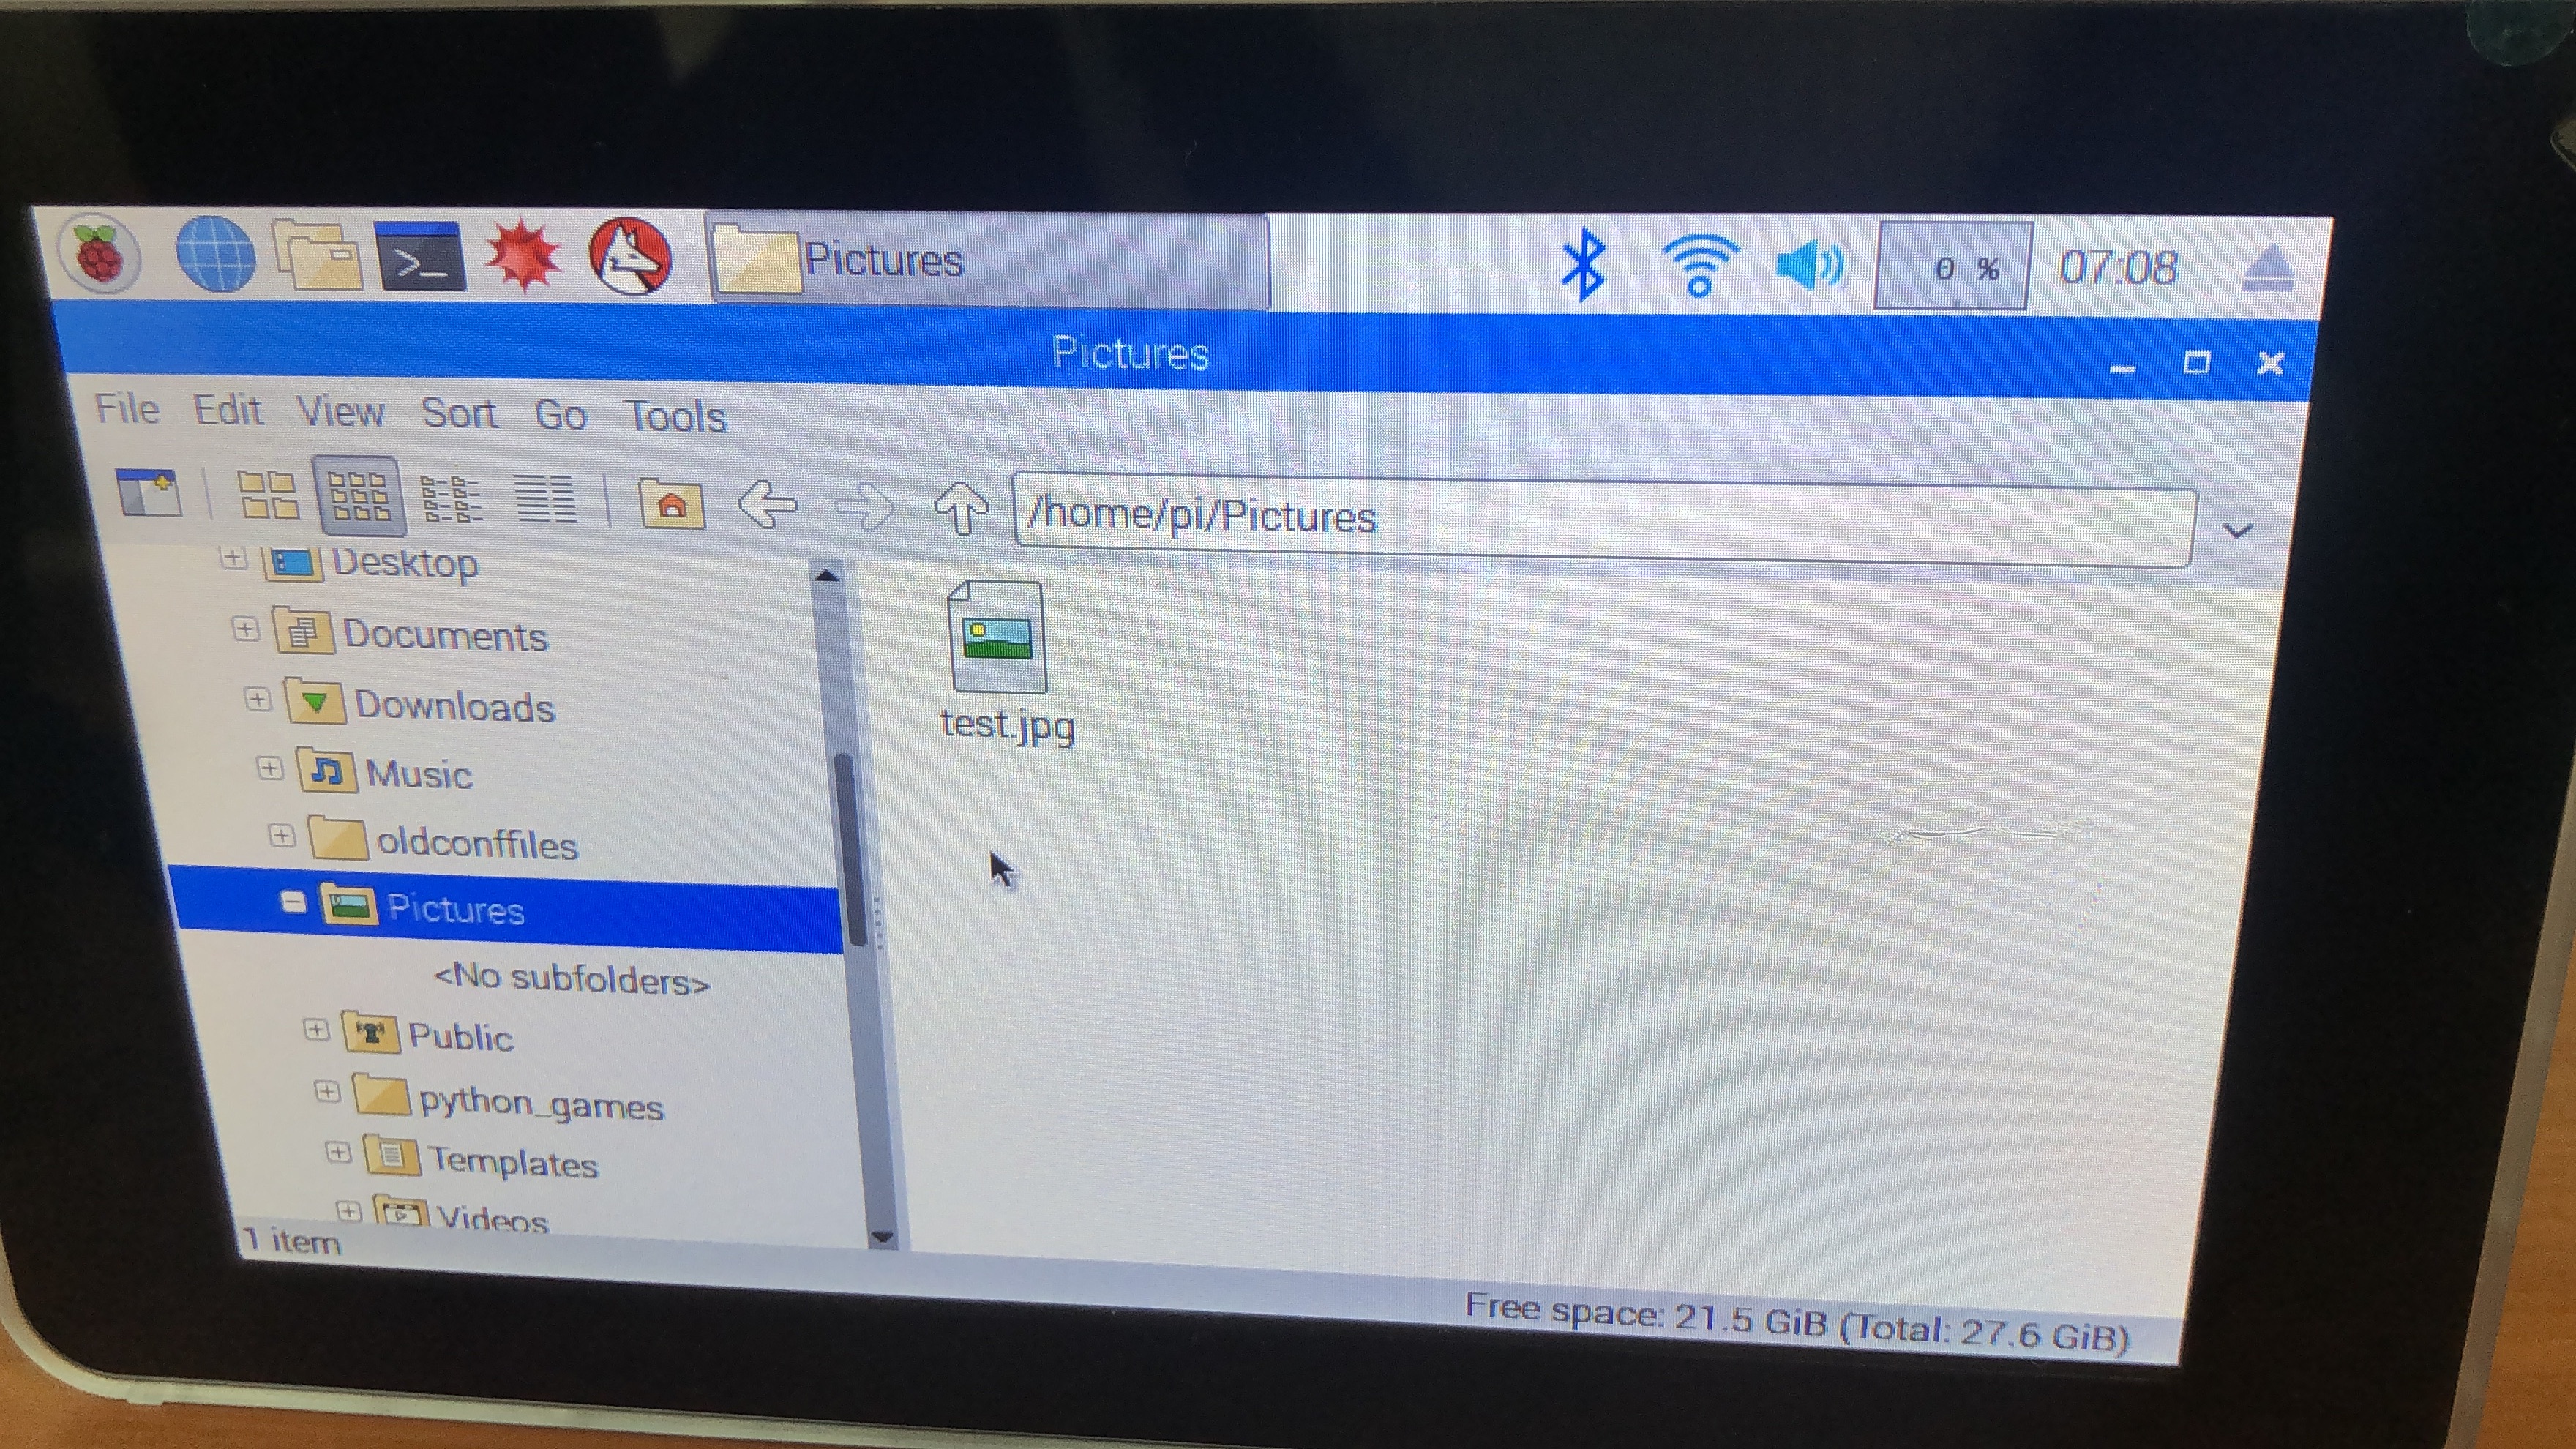 Pictures
0 %
07:08
Pictures
File Edit View Sort Go Tools
/home/pi/Pictures
Desktop
Documents
Downloads
Music
oldconffiles
Pictures
<No subfolders>
Public
python_games
Templates
Videos
test.jpg
1 item
Free space: 21.5 GiB (Total: 27.6 GiB)